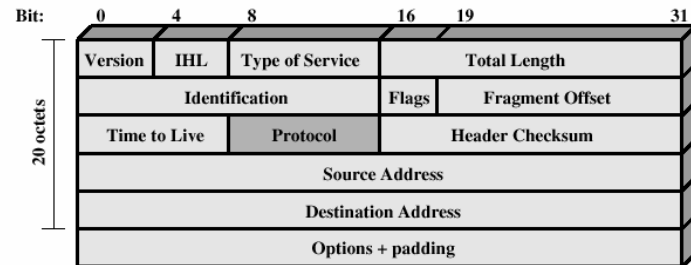 Bit: 0 4 8 16 19 31
Version IHL Type of Service Total Length
Identification Flags Fragment Offset
Time to Live Protocol Header Checksum
Source Address
Destination Address
Options + padding
20 octets